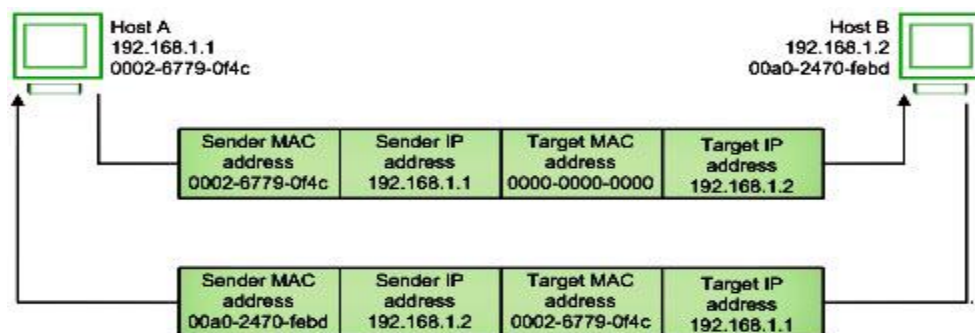 Host A
192.168.1.1
0002-6779-0f4c
Host B
192.168.1.2
00a0-2470-febd
Sender MAC
address
0002-6779-0f4c
Sender IP
address
192.168.1.1
Target MAC
address
0000-0000-0000
Target IP
address
192.168.1.2
Sender MAC
address
00a0-2470-febd
Sender IP
address
192.168.1.2
Target MAC
address
0002-6779-0f4c
Target IP
address
192.168.1.1